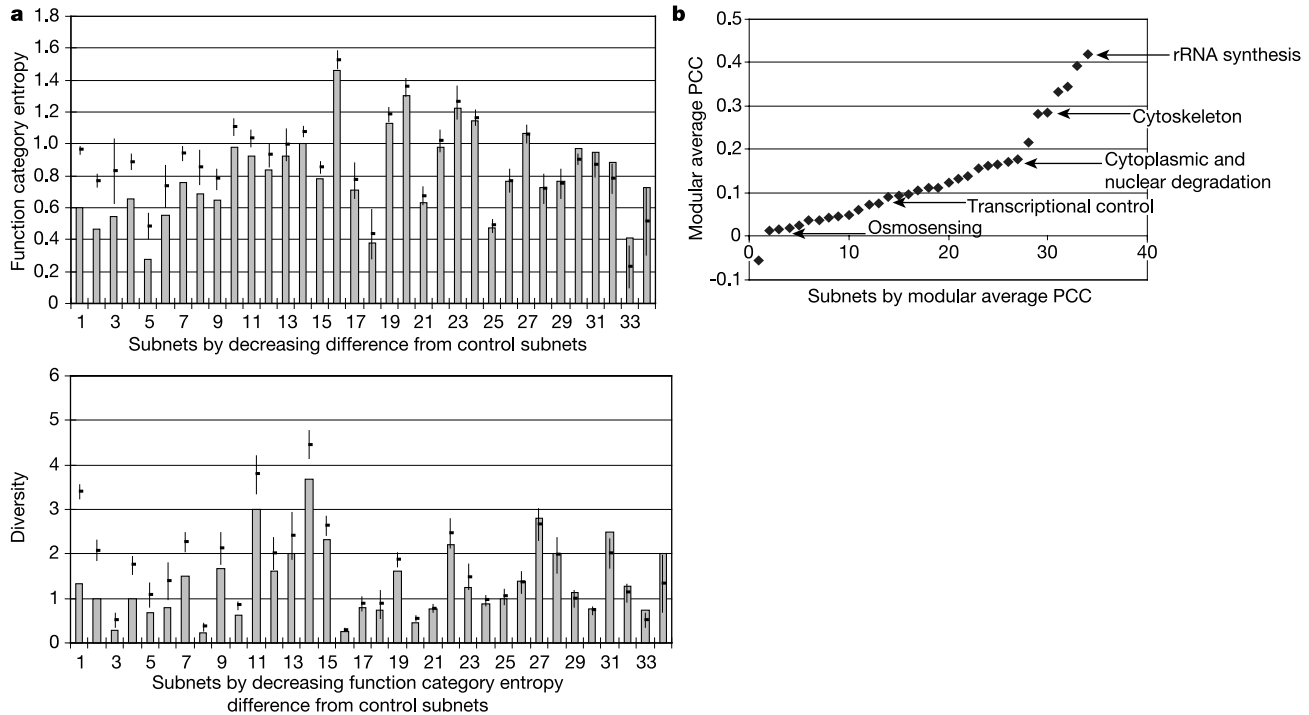 a
Function category entropy
1.8
1.6
1.4
1.2
1.0
0.8
0.6
0.4
0.2
0
1 3 5 7 9 11 13 15 17 19 21 23 25 27 29 31 33
Subnets by decreasing difference from control subnets
Diversity
6
5
4
3
2
1
0
1 3 5 7 9 11 13 15 17 19 21 23 25 27 29 31 33
Subnets by decreasing function category entropy
difference from control subnets
b
Modular average PCC
0.5
0.4
0.3
0.2
0.1
0
-0.1
rRNA synthesis
Cytoskeleton
Cytoplasmic and
nuclear degradation
Transcriptional control
Osmosensing
0 10 20 30 40
Subnets by modular average PCC